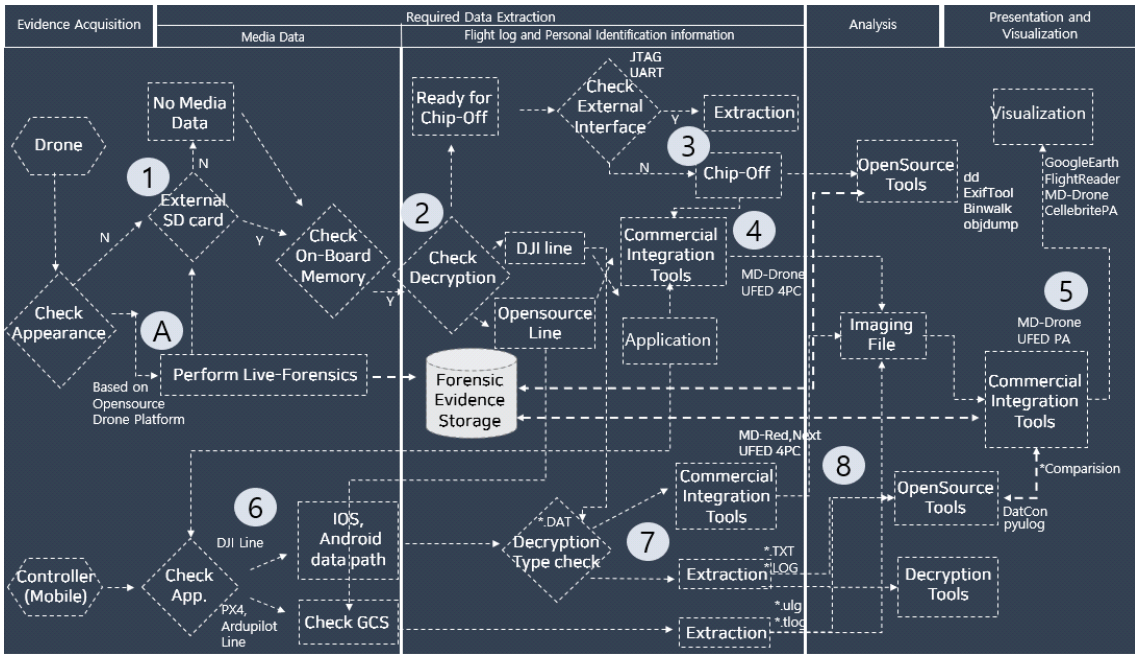 Evidence Acquisition
Required Data Extraction
Media Data
Flight log and Personal Identification information
Analysis
Presentation and
Visualization
Drone
No Media
Data
N
1
External
SD card
N
Y
Check
On-Board
Memory
Y
Check
Appearance
A
Based on
Opensource
Drone Platform
Perform Live-Forensics
Ready for
Chip-Off
2
Check
Decryption
DJI line
Opensource
Line
Forensic
Evidence
Storage
JTAG
UART
Check
External
Interface
Y
Extraction
3
N
Chip-Off
Commercial
Integration
Tools
4
MD-Drone
UFED 4PC
Application
OpenSource
Tools
dd
ExifTool
Binwalk
objdump
Imaging
File
Visualization
GoogleEarth
FlightReader
MD-Drone
CellebritePA
5
MD-Drone
UFED PA
Commercial
Integration
Tools
*Comparision
Controller
(Mobile)
Check
App.
6
DJI Line
PX4,
Ardupilot
Line
IOS,
Android
data path
Check GCS
*.DAT
Decryption
Type check
7
MD-Red,Next
UFED 4PC
Commercial
Integration
Tools
8
Extraction
*.TXT
*.LOG
Extraction
*.ulg
*.tlog
OpenSource
Tools
DatCon
pyulog
Decryption
Tools